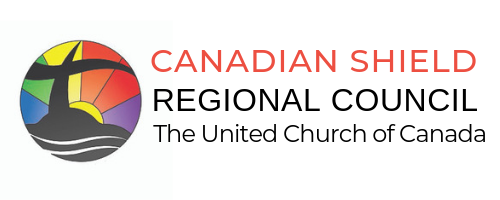 CANADIAN SHIELD
REGIONAL COUNCIL
The United Church of Canada